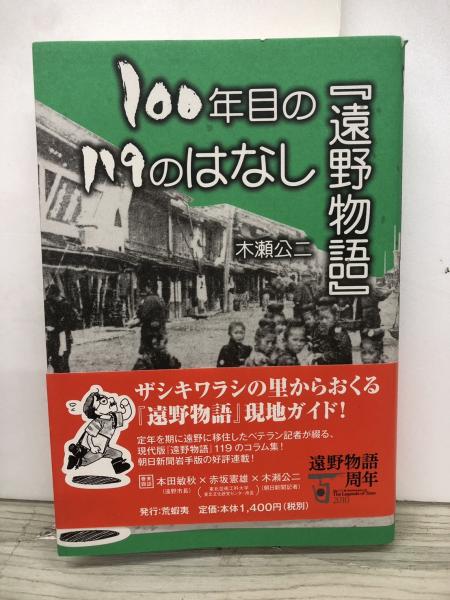 『遠野物語』
100年目の
119のはなし
木瀬公二
ザシキワラシの里からおくる
『遠野物語』現地ガイド!
定年を期に遠野に移住したベテラン記者が綴る、
現代版『遠野物語』119のコラム集!
朝日新聞岩手版の好評連載!
本田敏秋×赤坂憲雄×木瀬公二
(遠野市長)
(朝日新聞記者)
発行:荒蝦夷 定価:本体1,400円(税別)
遠野物語
百周年
The Legends of Tono
2010